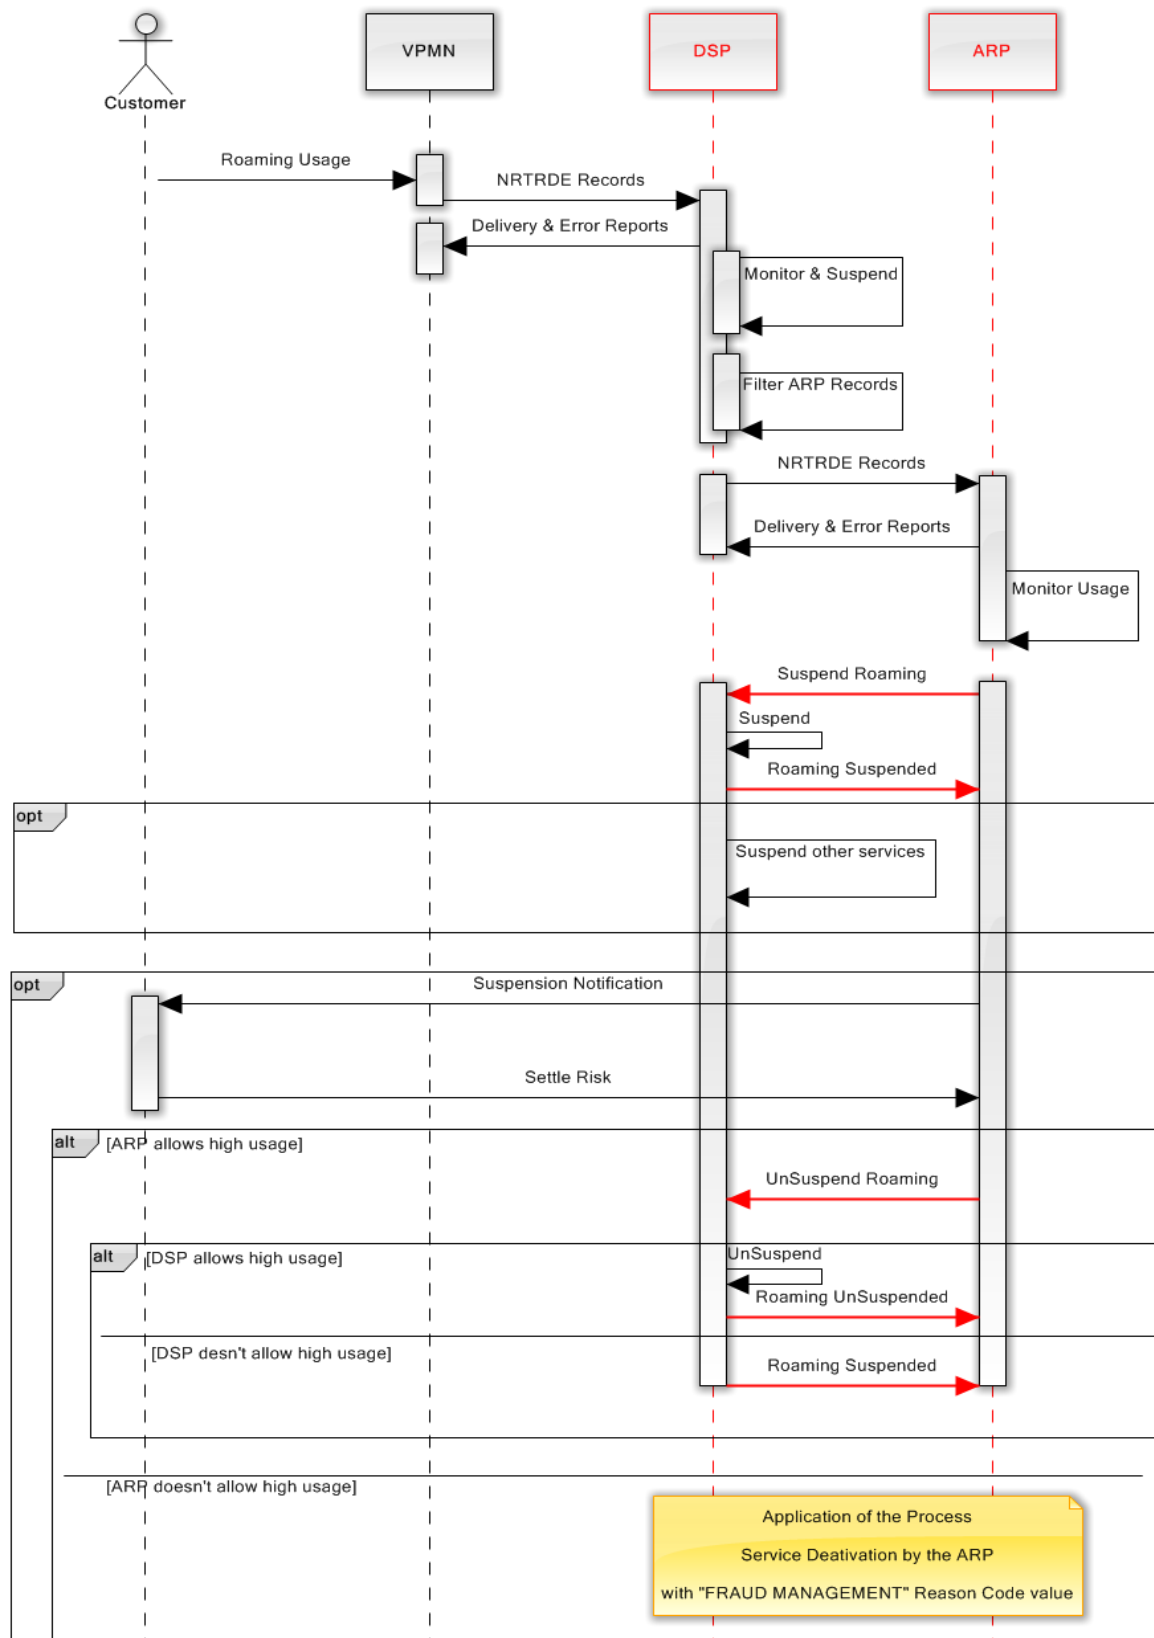 Customer
VPMN
DSP
ARP
Roaming Usage
NRTRDE Records
Delivery & Error Reports
Monitor & Suspend
Filter ARP Records
NRTRDE Records
Delivery & Error Reports
Monitor Usage
Suspend Roaming
Suspend
Roaming Suspended
opt
Suspend other services
opt
Suspension Notification
Settle Risk
alt
[ARP allows high usage]
UnSuspend Roaming
alt
[DSP allows high usage]
UnSuspend
Roaming UnSuspended
[DSP desn't allow high usage]
Roaming Suspended
[ARP doesn't allow high usage]
Application of the Process
Service Deativation by the ARP
with "FRAUD MANAGEMENT" Reason Code value